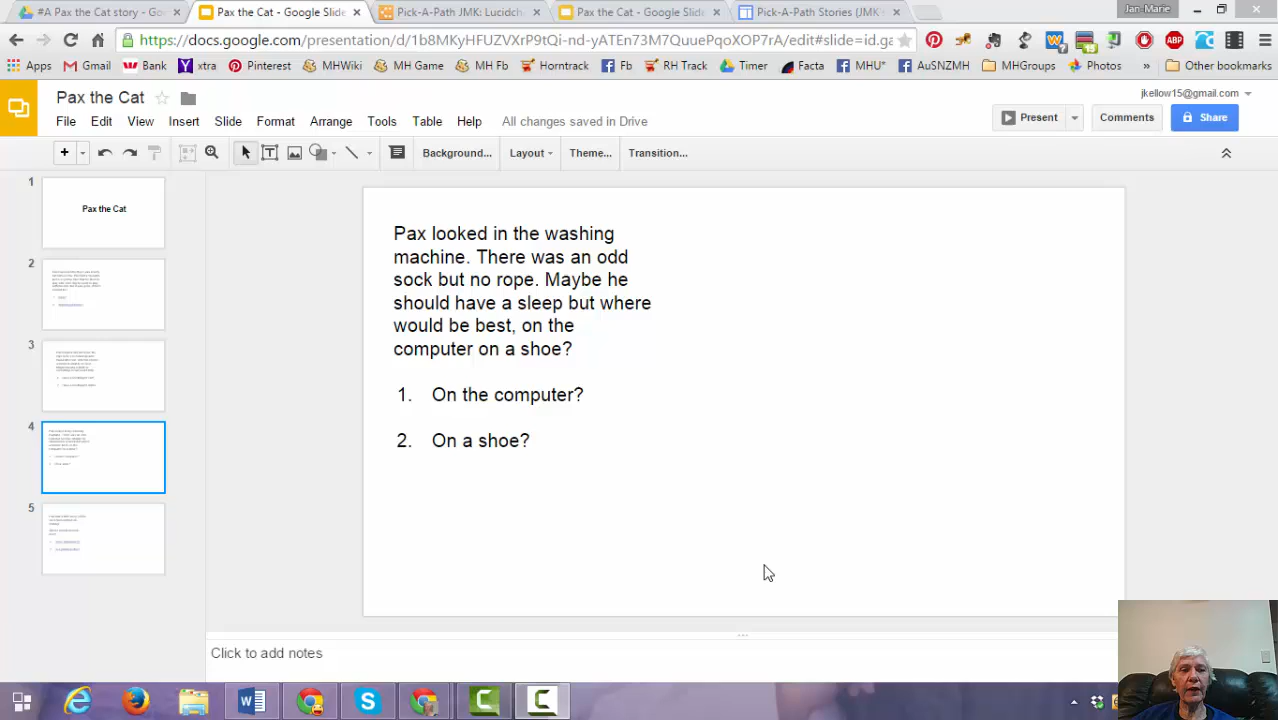 #A Pax the Cat story - Goo
Pax the Cat - Google Slide
Pick-A-Path JMK: Lucidch
Pax the Cat - Google Slide
Pick-A-Path Stories (JMK
Jan-Marie
https://docs.google.com/presentation/d/1b8MKyHFUZVXrP9tQi-nd-yATEn73M7QuuePqoXOP7rA/edit#slide=id.ga
Apps Gmail Bank xtra Pinterest MHWiki MH Game MH Fb Horntrack Fb RH Track Timer Facta MHU* AuSNZMH MHGroups Photos » Other bookmarks
Pax the Cat
jkellow15@gmail.com
File Edit View Insert Slide Format Arrange Tools Table Help All changes saved in Drive
Present Comments Share
Background... Layout Theme... Transition...
1
Pax the Cat
2
3
4
5
Pax looked in the washing
machine. There was an odd
sock but no rope. Maybe he
should have a sleep but where
would be best, on the
computer on a shoe?
1. On the computer?
2. On a shoe?
Click to add notes